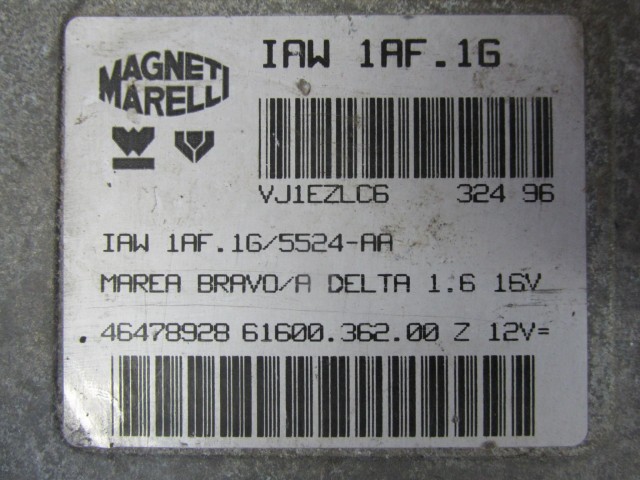 MAGNETI MARELLI
IAW 1AF.1G
VJ1EZLC6 324 96
IAW 1AF.1G/5524-AA
MAREA BRAVO/A DELTA 1.6 16V
.46478928 61600.362.00 Z 12V=